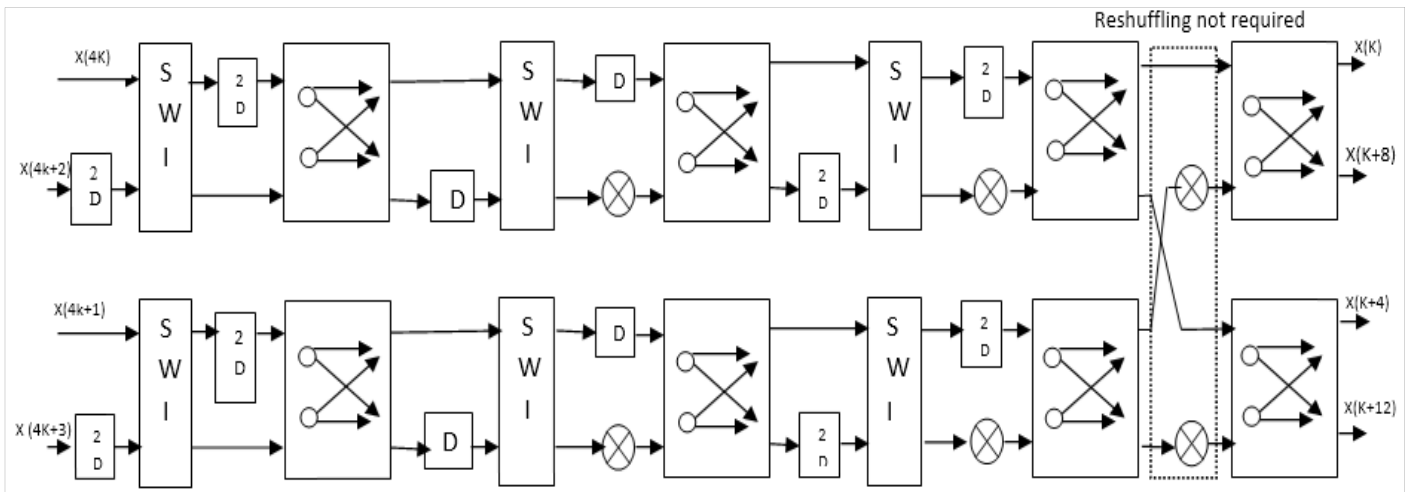 Reshuffling not required
X(4K)
S
W
I
2
D
S
W
I
D
S
W
I
2
D
X(K)
X(4k+2)
2
D
D
2
D
X(K+8)
X(4k+1)
S
W
I
2
D
S
W
I
D
S
W
I
2
D
X(K+4)
X (4K+3)
2
D
D
2
D
X(K+12)